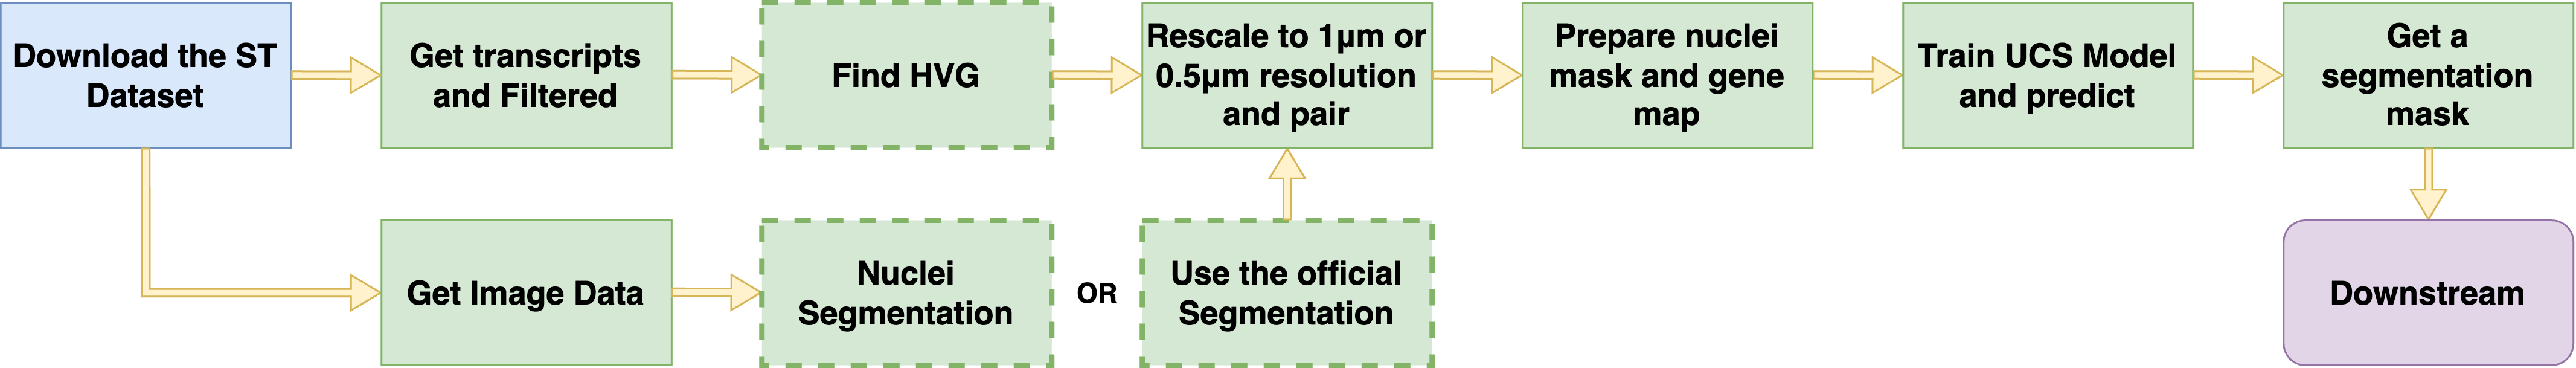 Download the ST
Dataset
Get transcripts
and Filtered
Find HVG
Rescale to 1µm or
0.5µm resolution
and pair
Prepare nuclei
mask and gene
map
Train UCS Model
and predict
Get a
segmentation
mask
Get Image Data
Nuclei
Segmentation
OR
Use the official
Segmentation
Downstream